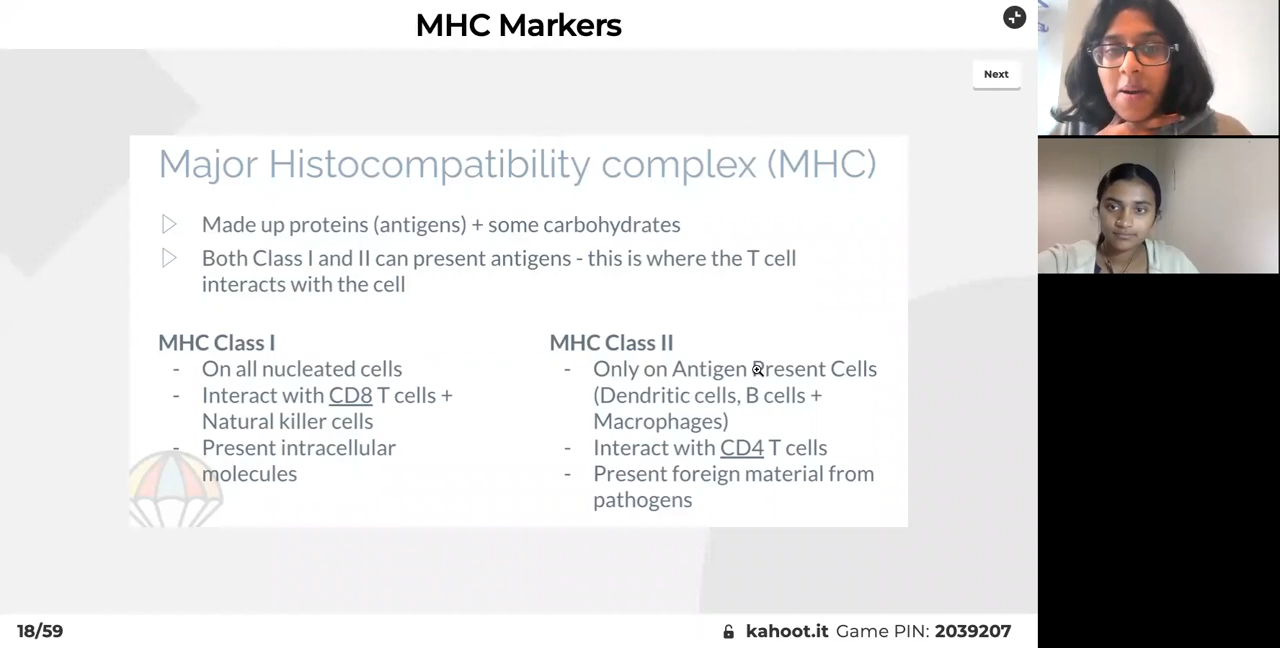 MHC Markers
Next
Major Histocompatibility complex (MHC)
Made up proteins (antigens) + some carbohydrates
Both Class I and II can present antigens - this is where the T cell
interacts with the cell
MHC Class I
- On all nucleated cells
- Interact with CD8 T cells +
Natural killer cells
- Present intracellular
molecules
MHC Class II
- Only on Antigen Present Cells
(Dendritic cells, B cells +
Macrophages)
- Interact with CD4 T cells
- Present foreign material from
pathogens
18/59
kahoot.it Game PIN: 2039207